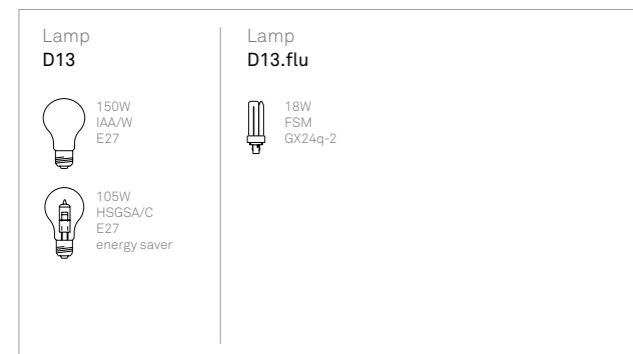 Lamp
D13
150W
IAA/W
E27
105W
HSGSA/C
E27
energy saver
Lamp
D13.flu
18W
FSM
GX24q-2